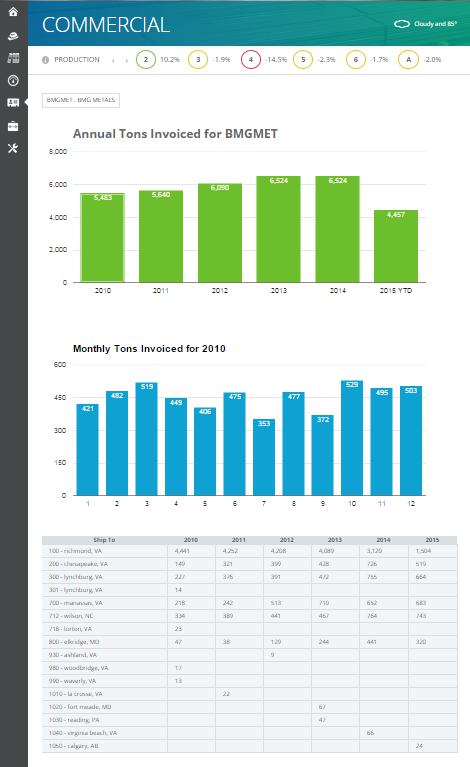 COMMERCIAL
Cloudy and 85°
PRODUCTION 2 10.2% 3 -1.9% 4 -14.5% 5 -2.3% 6 -1.7% A -2.0%
BMGMET - BMG METALS
Annual Tons Invoiced for BMGMET
8,000
6,000
4,000
2,000
0
5,483 5,640 6,090 6,524 6,524 4,457
2010 2011 2012 2013 2014 2015 YTD
Monthly Tons Invoiced for 2010
600
450
300
150
0
421 482 519 449 406 475 353 477 372 529 495 503
1 2 3 4 5 6 7 8 9 10 11 12
Ship To 2010 2011 2012 2013 2014 2015
100 - richmond, VA 4,441 4,252 4,208 4,089 3,120 1,504
200 - chesapeake, VA 149 321 399 428 726 519
300 - lynchburg, VA 227 376 391 472 755 664
301 - lynchburg, VA 14
700 - manassas, VA 218 242 513 710 652 683
712 - wilson, NC 334 389 441 467 764 743
718 - lorton, VA 23
800 - elkridge, MD 47 38 129 244 441 320
930 - ashland, VA 9
980 - woodbridge, VA 17
990 - waverly, VA 13
1010 - la crosse, VA 22
1020 - fort meade, MD 67
1030 - reading, PA 47
1040 - virginia beach, VA 66
1050 - calgary, AB 24